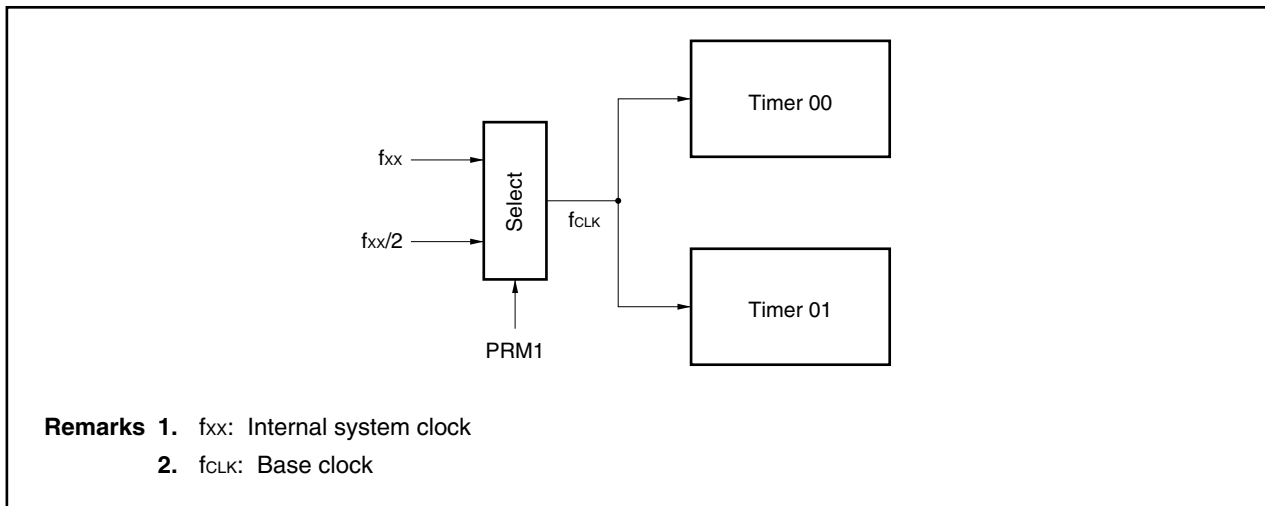 Timer 00
fxx
Select
fCLK
fxx/2
Timer 01
PRM1
Remarks 1. fxx: Internal system clock
2. fCLK: Base clock